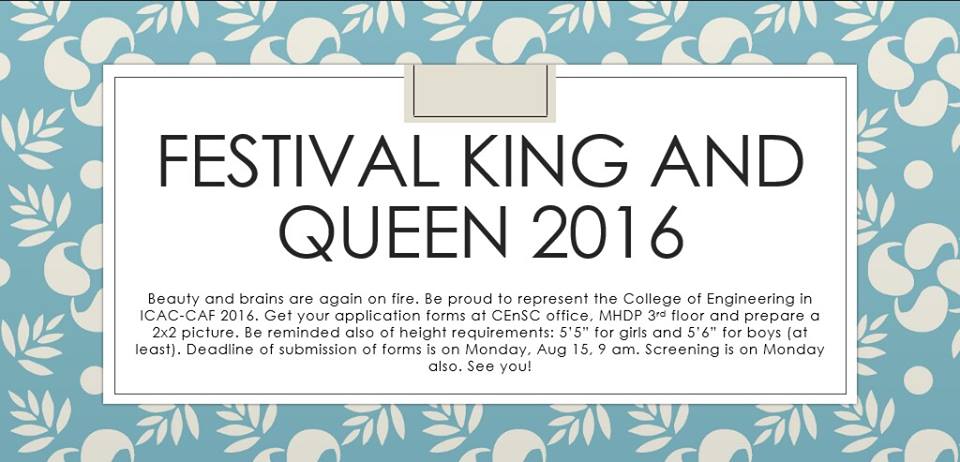 FESTIVAL KING AND
QUEEN 2016
Beauty and brains are again on fire. Be proud to represent the College of Engineering in
ICAC-CAF 2016. Get your application forms at CEnSC office, MHDP 3rd floor and prepare a
2x2 picture. Be reminded also of height requirements: 5’5” for girls and 5’6” for boys (at
least). Deadline of submission of forms is on Monday, Aug 15, 9 am. Screening is on Monday
also. See you!